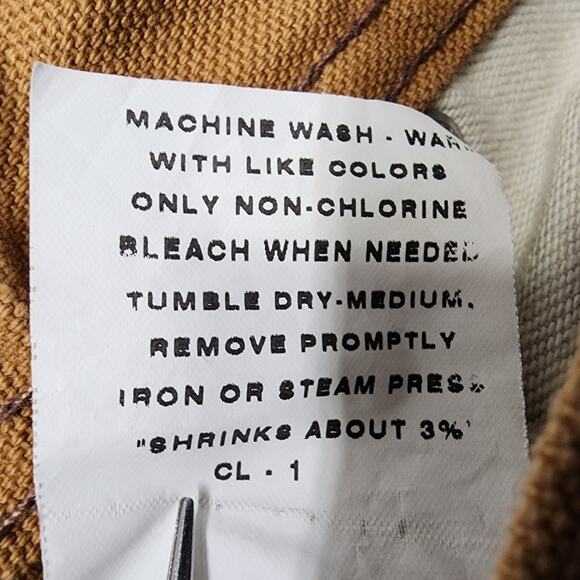 MACHINE WASH - WARM
WITH LIKE COLORS
ONLY NON-CHLORINE
BLEACH WHEN NEEDED
TUMBLE DRY-MEDIUM.
REMOVE PROMPTLY
IRON OR STEAM PRESS
"SHRINKS ABOUT 3%"
CL - 1